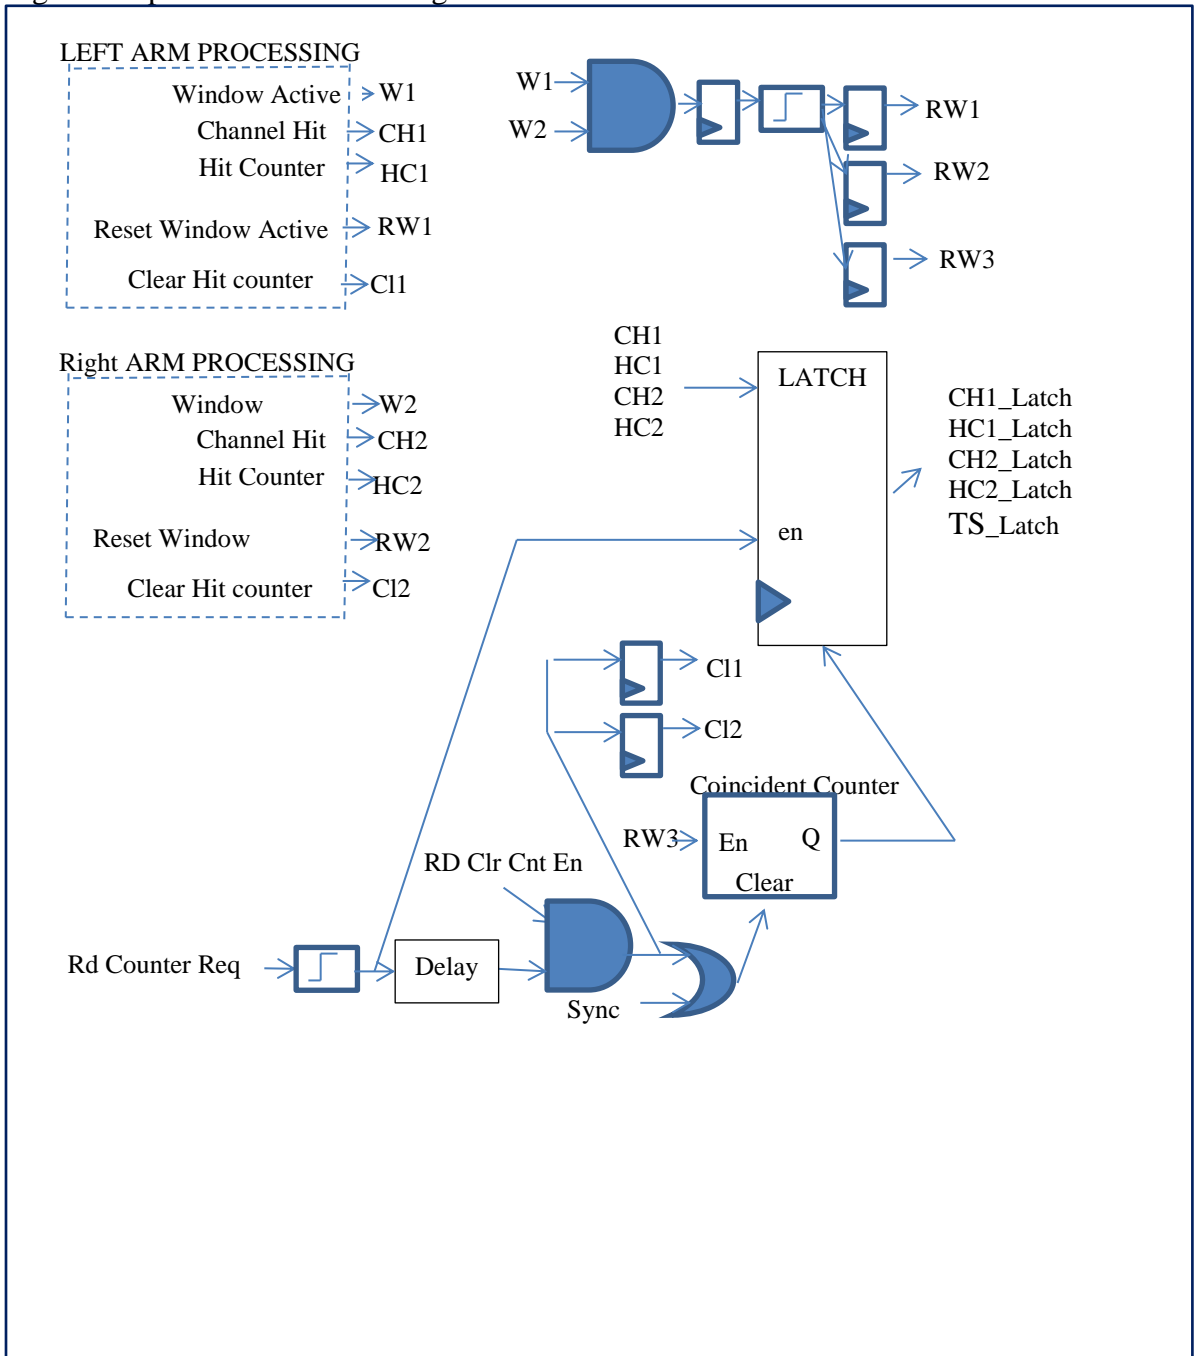 LEFT ARM PROCESSING
Window Active
W1
Channel Hit
CH1
Hit Counter
HC1
Reset Window Active
RW1
Clear Hit counter
Cl1
W1
W2
RW1
RW2
RW3
Right ARM PROCESSING
Window
W2
Channel Hit
CH2
Hit Counter
HC2
Reset Window
RW2
Clear Hit counter
Cl2
CH1
HC1
CH2
HC2
LATCH
en
CH1_Latch
HC1_Latch
CH2_Latch
HC2_Latch
TS_Latch
Cl1
Cl2
Coincident Counter
RW3
En
Q
Clear
RD Clr Cnt En
Rd Counter Req
Delay
Sync